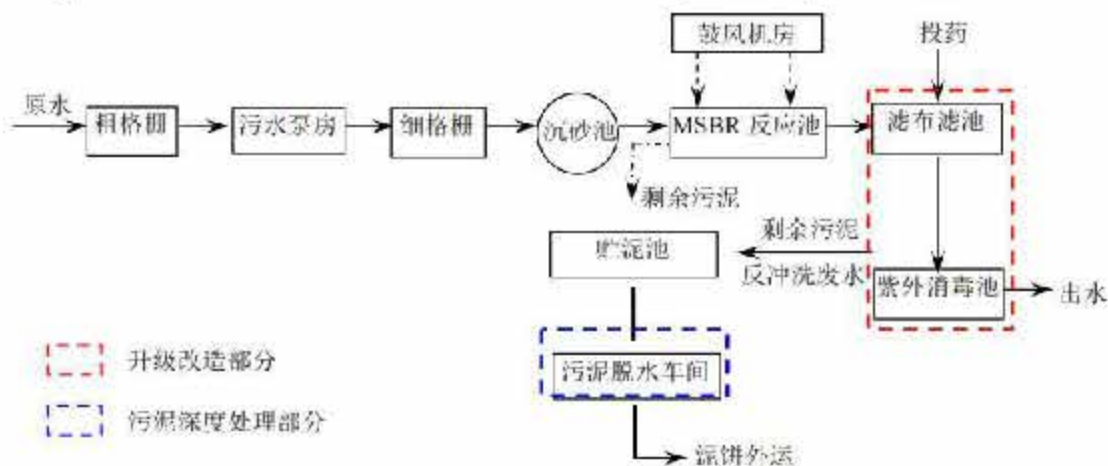 鼓风机房
投药
原水
粗格栅
污水泵房
细格栅
沉砂池
MSBR 反应池
滤布滤池
剩余污泥
贮泥池
剩余污泥
反冲洗废水
紫外消毒池
出水
升级改造部分
污泥脱水车间
污泥深度处理部分
泥饼外运